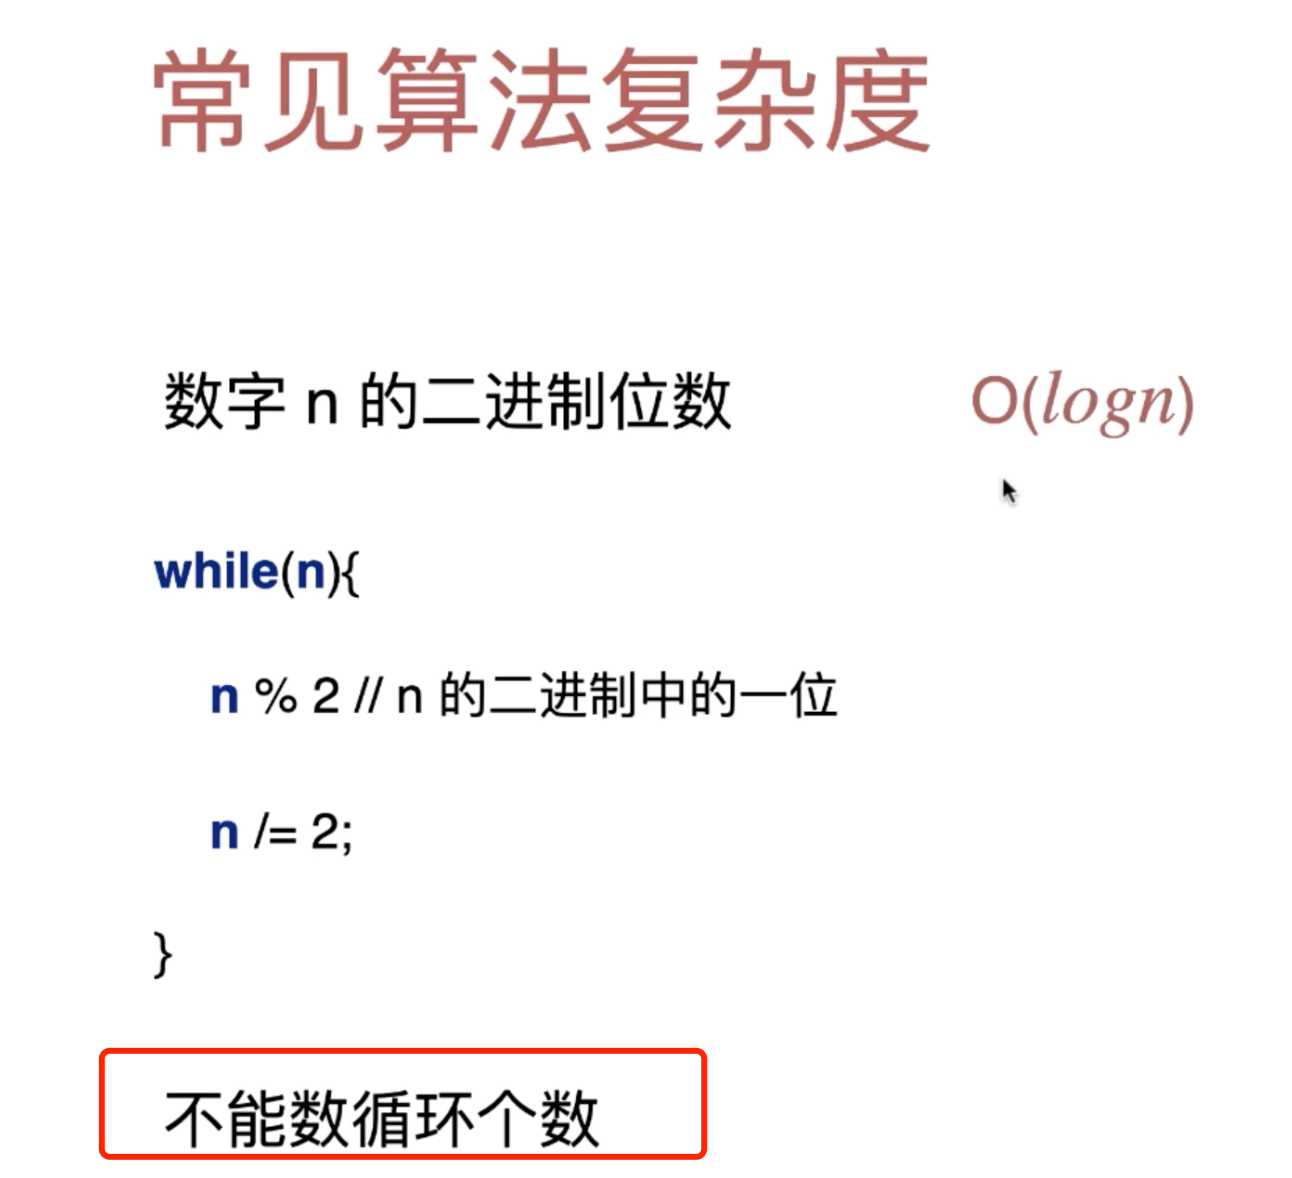 常见算法复杂度
数字 n 的二进制位数 O(logn)
while(n){
n % 2 // n 的二进制中的一位
n /= 2;
}
不能数循环个数